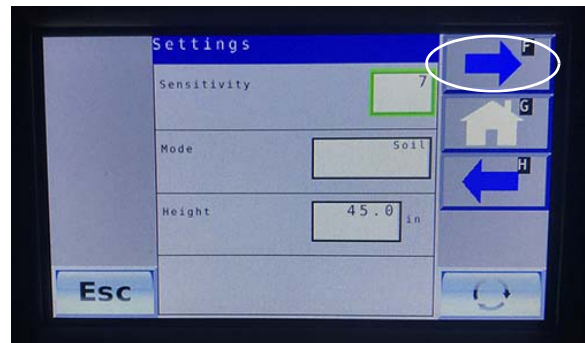 Settings
F
Sensitivity 7
G
Mode Soil
H
Height 45.0 in
Esc